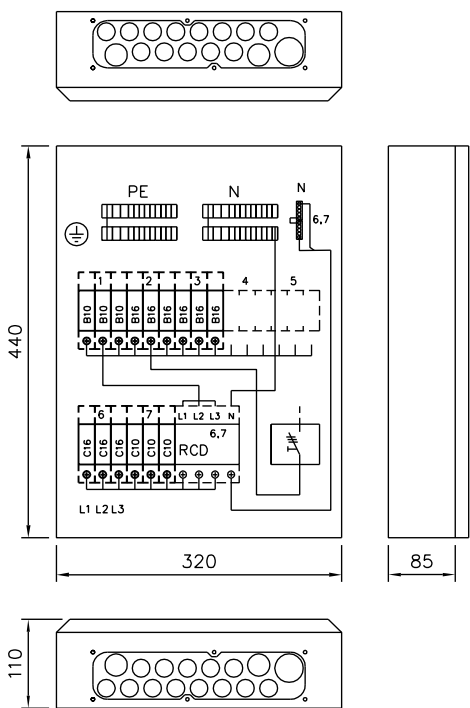 PE N N
6,7
1 2 3 4 5
B10 B10 B10 B16 B16 B16 B16 B16 B16
6 7 L1 L2 L3 N
6,7
C16 C16 C16 C10 C10 C10 RCD
L1 L2 L3
440
320
85
110